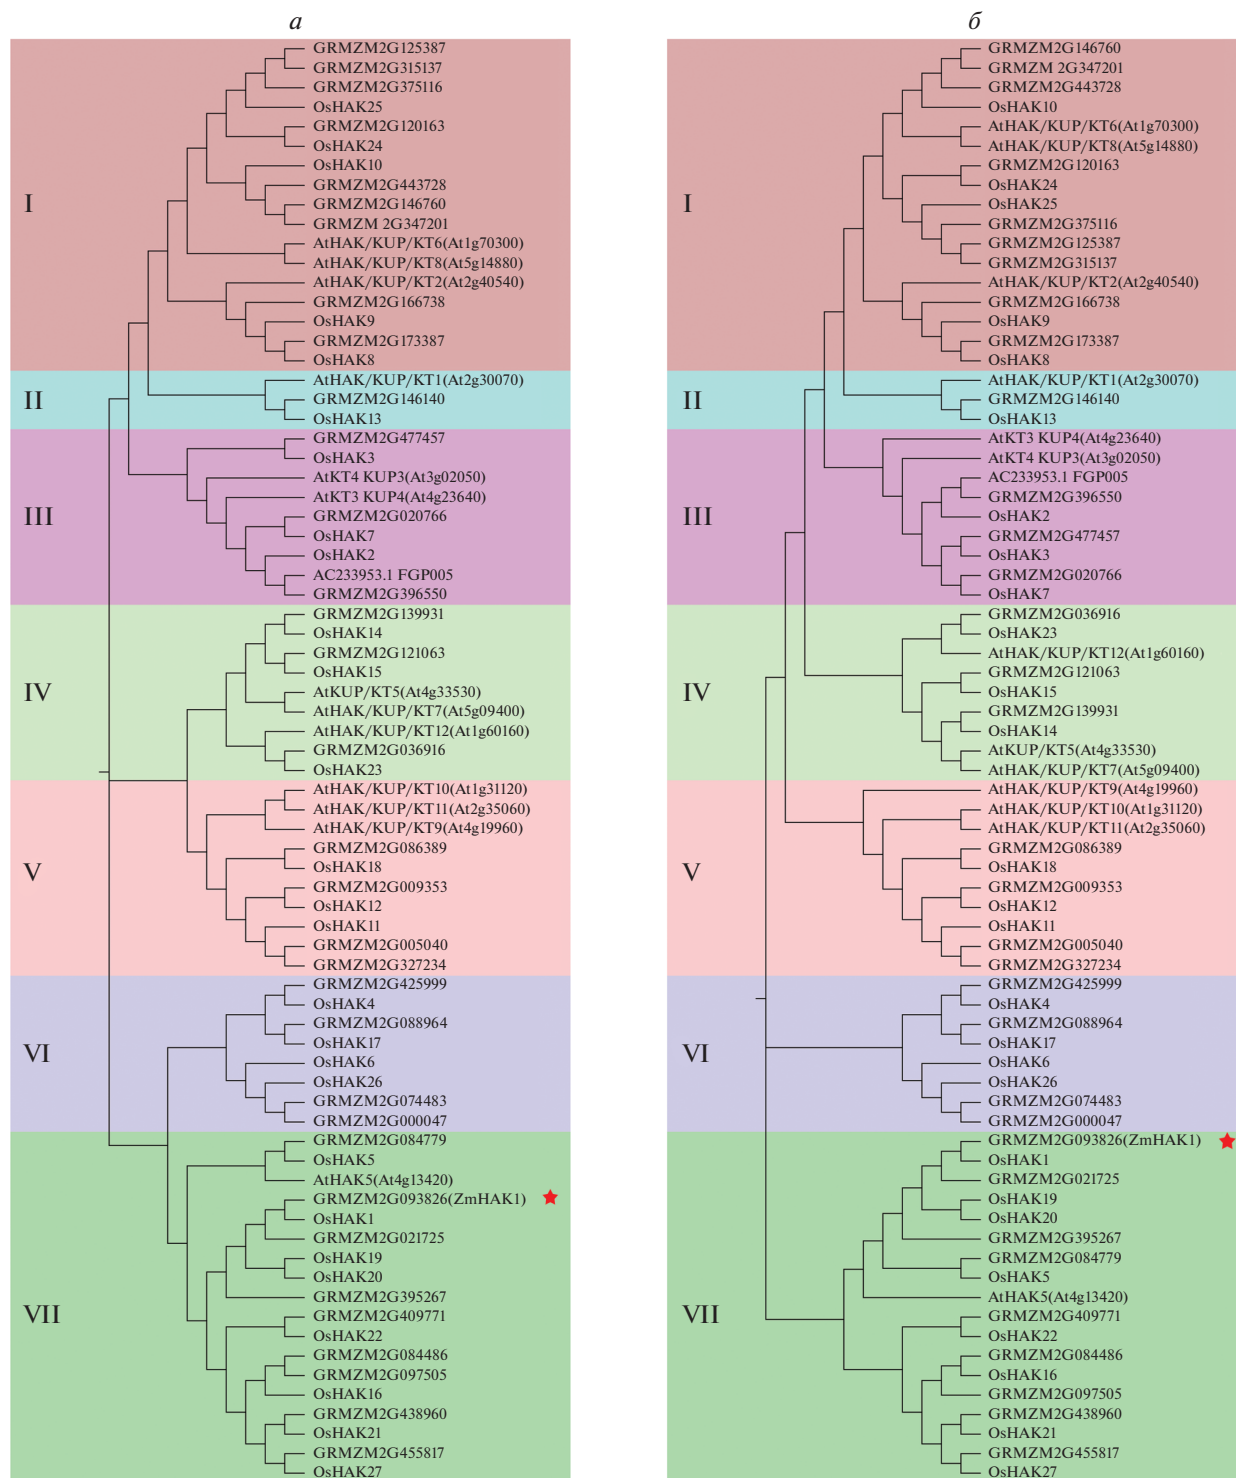 а
GRMZM2G125387
GRMZM2G315137
GRMZM2G375116
OsHAK25
GRMZM2G120163
OsHAK24
OsHAK10
GRMZM2G443728
GRMZM2G146760
GRMZM 2G347201
AtHAK/KUP/KT6(At1g70300)
AtHAK/KUP/KT8(At5g14880)
AtHAK/KUP/KT2(At2g40540)
GRMZM2G166738
OsHAK9
GRMZM2G173387
OsHAK8
I
AtHAK/KUP/KT1(At2g30070)
GRMZM2G146140
OsHAK13
II
GRMZM2G477457
OsHAK3
AtKT4 KUP3(At3g02050)
AtKT3 KUP4(At4g23640)
GRMZM2G020766
OsHAK7
OsHAK2
AC233953.1 FGP005
GRMZM2G396550
III
GRMZM2G139931
OsHAK14
GRMZM2G121063
OsHAK15
AtKUP/KT5(At4g33530)
AtHAK/KUP/KT7(At5g09400)
AtHAK/KUP/KT12(At1g60160)
GRMZM2G036916
OsHAK23
IV
AtHAK/KUP/KT10(At1g31120)
AtHAK/KUP/KT11(At2g35060)
AtHAK/KUP/KT9(At4g19960)
GRMZM2G086389
OsHAK18
GRMZM2G009353
OsHAK12
OsHAK11
GRMZM2G005040
GRMZM2G327234
V
GRMZM2G425999
OsHAK4
GRMZM2G088964
OsHAK17
OsHAK6
OsHAK26
GRMZM2G074483
GRMZM2G000047
VI
GRMZM2G084779
OsHAK5
AtHAK5(At4g13420)
GRMZM2G093826(ZmHAK1)
OsHAK1
GRMZM2G021725
OsHAK19
OsHAK20
GRMZM2G395267
GRMZM2G409771
OsHAK22
GRMZM2G084486
GRMZM2G097505
OsHAK16
GRMZM2G438960
OsHAK21
GRMZM2G455817
OsHAK27
VII
б
GRMZM2G146760
GRMZM 2G347201
GRMZM2G443728
OsHAK10
AtHAK/KUP/KT6(At1g70300)
AtHAK/KUP/KT8(At5g14880)
GRMZM2G120163
OsHAK24
OsHAK25
GRMZM2G375116
GRMZM2G125387
GRMZM2G315137
AtHAK/KUP/KT2(At2g40540)
GRMZM2G166738
OsHAK9
GRMZM2G173387
OsHAK8
I
AtHAK/KUP/KT1(At2g30070)
GRMZM2G146140
OsHAK13
II
AtKT3 KUP4(At4g23640)
AtKT4 KUP3(At3g02050)
AC233953.1 FGP005
GRMZM2G396550
OsHAK2
GRMZM2G477457
OsHAK3
GRMZM2G020766
OsHAK7
III
GRMZM2G036916
OsHAK23
AtHAK/KUP/KT12(At1g60160)
GRMZM2G121063
OsHAK15
GRMZM2G139931
OsHAK14
AtKUP/KT5(At4g33530)
AtHAK/KUP/KT7(At5g09400)
IV
AtHAK/KUP/KT9(At4g19960)
AtHAK/KUP/KT10(At1g31120)
AtHAK/KUP/KT11(At2g35060)
GRMZM2G086389
OsHAK18
GRMZM2G009353
OsHAK12
OsHAK11
GRMZM2G005040
GRMZM2G327234
V
GRMZM2G425999
OsHAK4
GRMZM2G088964
OsHAK17
OsHAK6
OsHAK26
GRMZM2G074483
GRMZM2G000047
VI
GRMZM2G093826(ZmHAK1)
OsHAK1
GRMZM2G021725
OsHAK19
OsHAK20
GRMZM2G395267
GRMZM2G084779
OsHAK5
AtHAK5(At4g13420)
GRMZM2G409771
OsHAK22
GRMZM2G084486
OsHAK16
GRMZM2G097505
GRMZM2G438960
OsHAK21
GRMZM2G455817
OsHAK27
VII